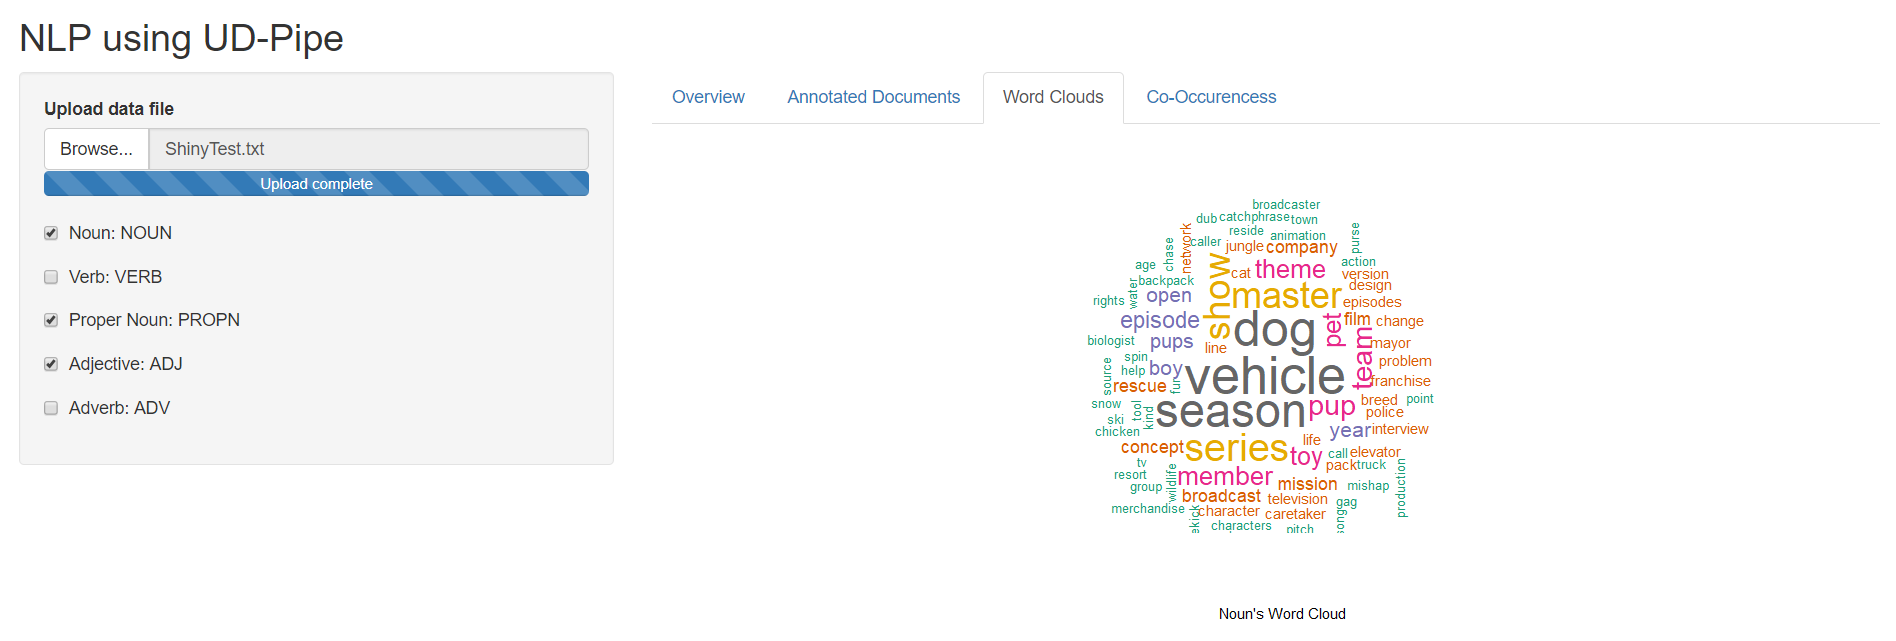 NLP using UD-Pipe
Upload data file
Browse... ShinyTest.txt
Upload complete
Noun: NOUN
Verb: VERB
Proper Noun: PROPN
Adjective: ADJ
Adverb: ADV
Overview Annotated Documents Word Clouds Co-Occurencess
broadcaster
dub catchphrase town
reside animation
purse
network
chase
caller
jungle company
show
age
cat theme
action
version
backpack
water
design
rights
open
master
episodes
episode
dog
pet
film change
biologist
pups
line
team
mayor
spin
problem
source
help
boy
vehicle
franchise
rescue
fun
snow
tool
kind
season
pup
breed point
police
ski
chicken
year interview
concept
series
life
toy
call elevator
tv
pack truck
resort
wildlife
member
production
group
mission mishap
broadcast television
gag
merchandise
character caretaker
song
characters pitch
Noun's Word Cloud